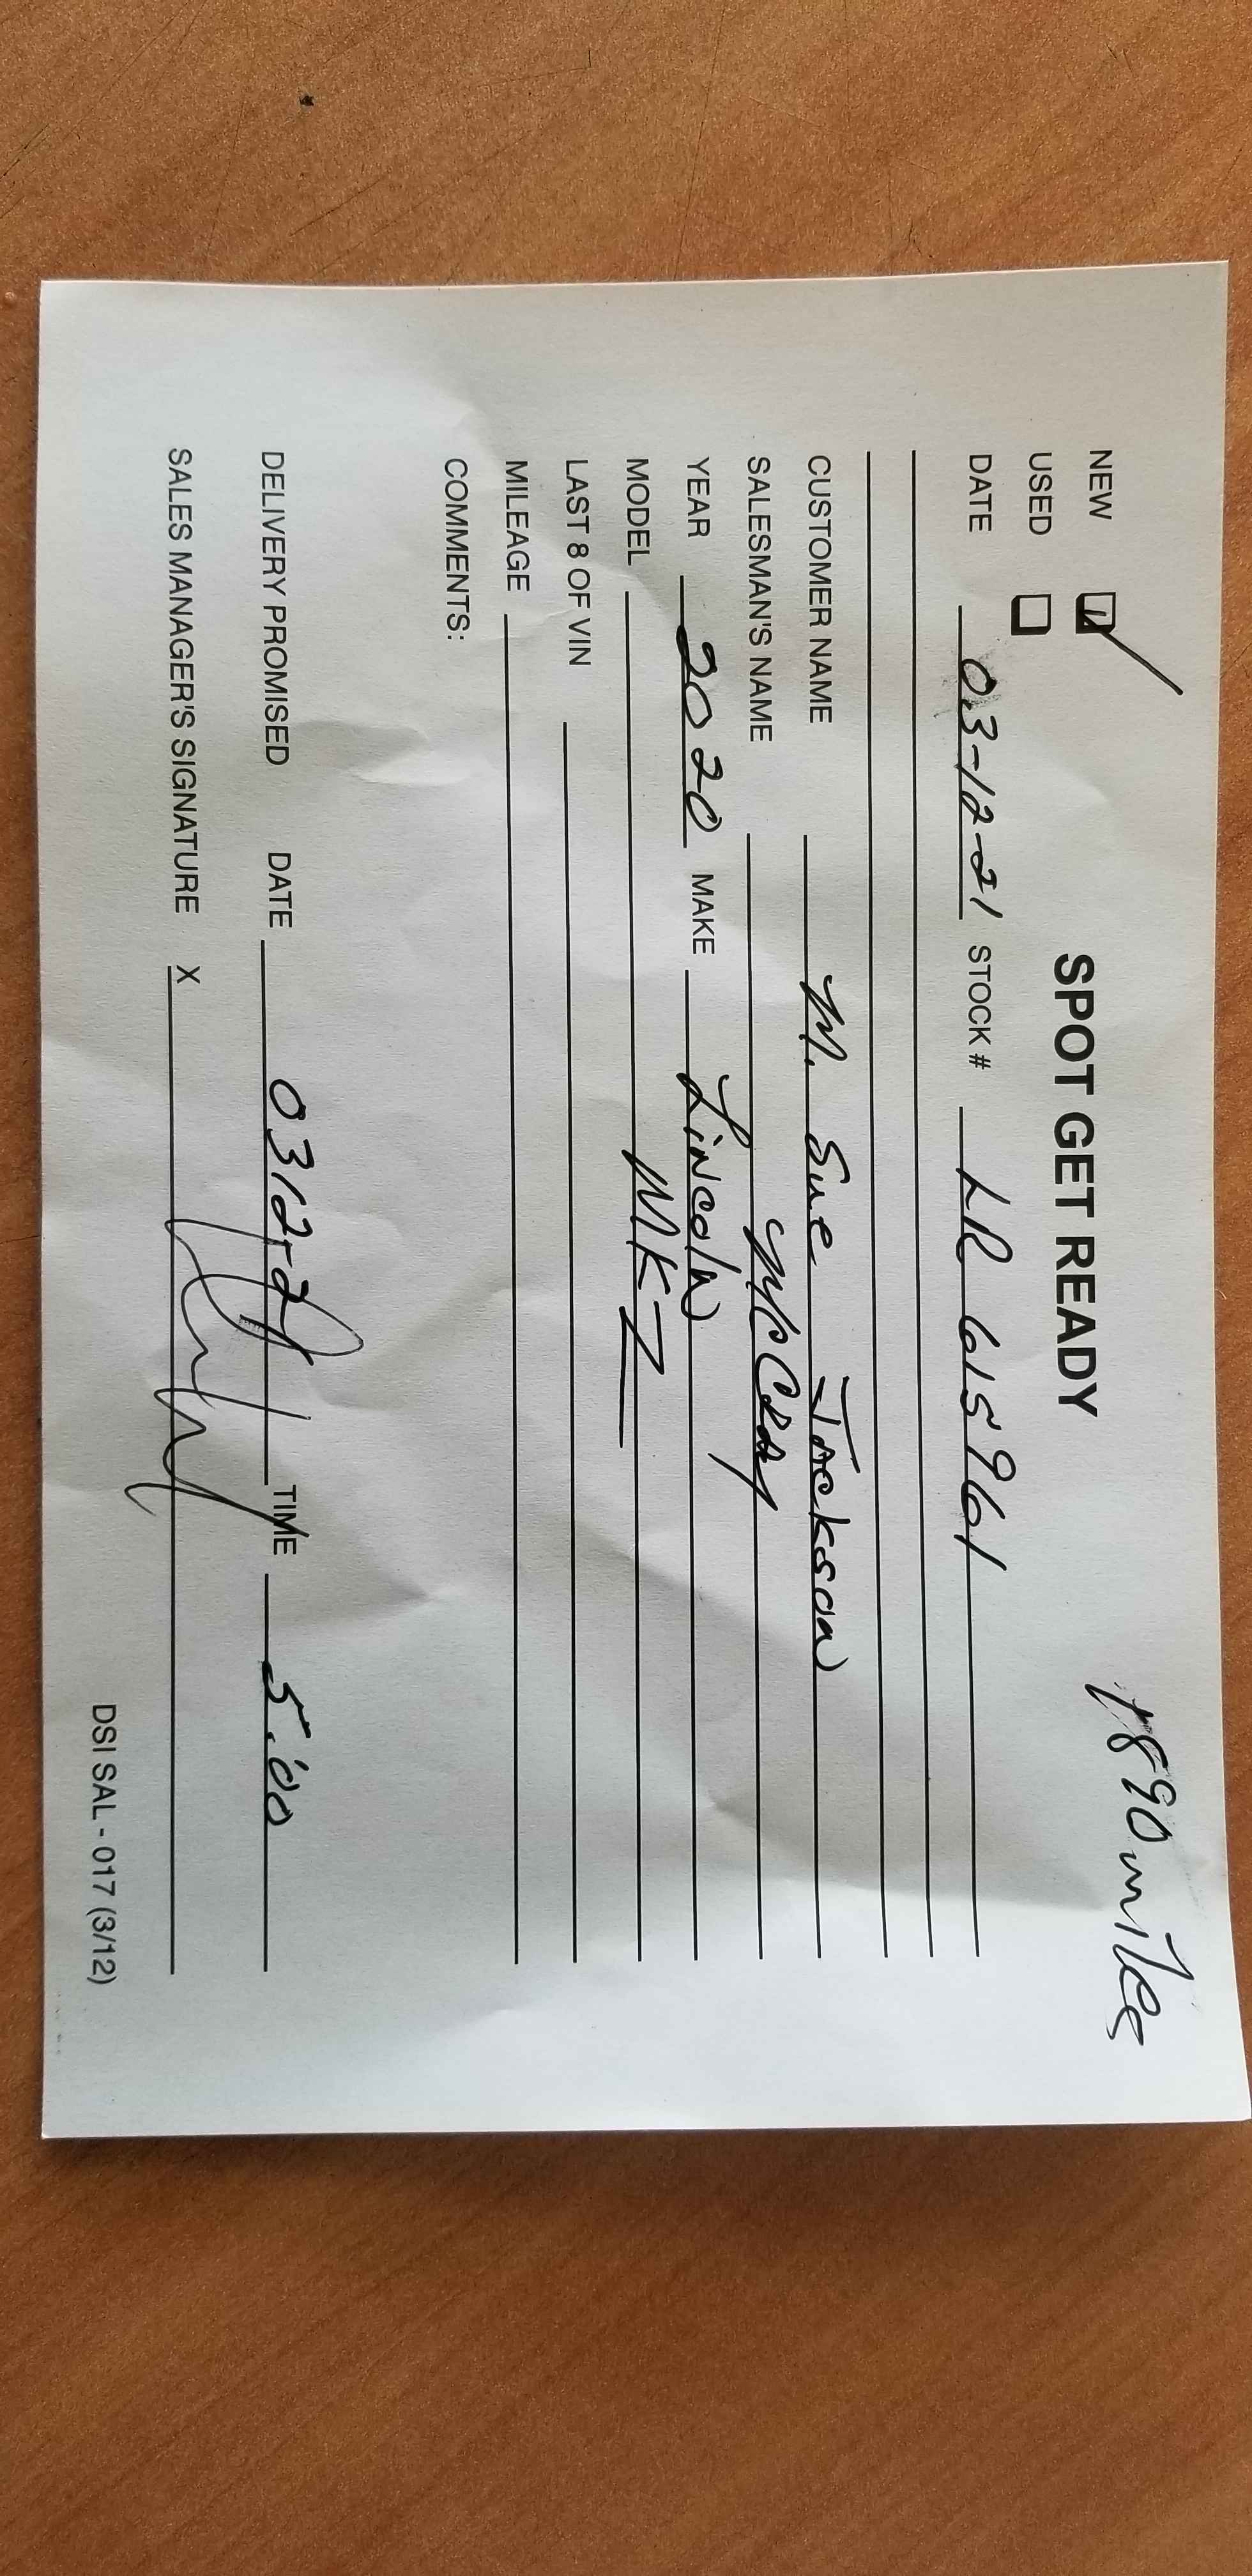 1890 miles
SPOT GET READY
NEW
USED
DATE 03-12-21 STOCK # LR 615961
CUSTOMER NAME M. Sue Jackson
SALESMAN'S NAME McCray
YEAR 2020 MAKE Lincoln
MODEL MKZ
LAST 8 OF VIN
MILEAGE
COMMENTS:
DELIVERY PROMISED DATE TIME 5:00
SALES MANAGER'S SIGNATURE X
DSI SAL - 017 (3/12)